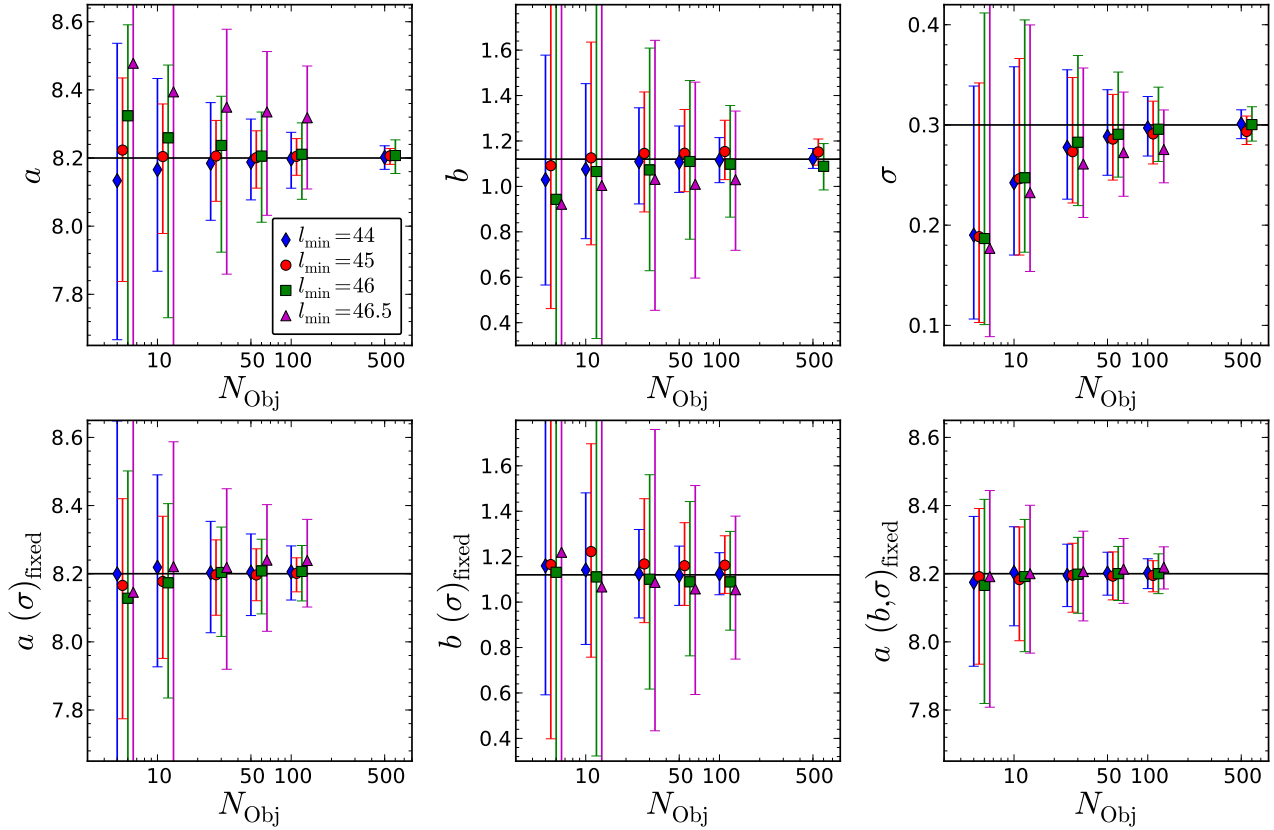 8.6
8.4
8.2
8.0
7.8
a
10 50 100 500
N_Obj
l_min=44
l_min=45
l_min=46
l_min=46.5
1.6
1.4
1.2
1.0
0.8
0.6
0.4
b
10 50 100 500
N_Obj
0.4
0.3
0.2
0.1
σ
10 50 100 500
N_Obj
8.6
8.4
8.2
8.0
7.8
a (σ)_fixed
10 50 100 500
N_Obj
1.6
1.4
1.2
1.0
0.8
0.6
0.4
b (σ)_fixed
10 50 100 500
N_Obj
8.6
8.4
8.2
8.0
7.8
a (b,σ)_fixed
10 50 100 500
N_Obj